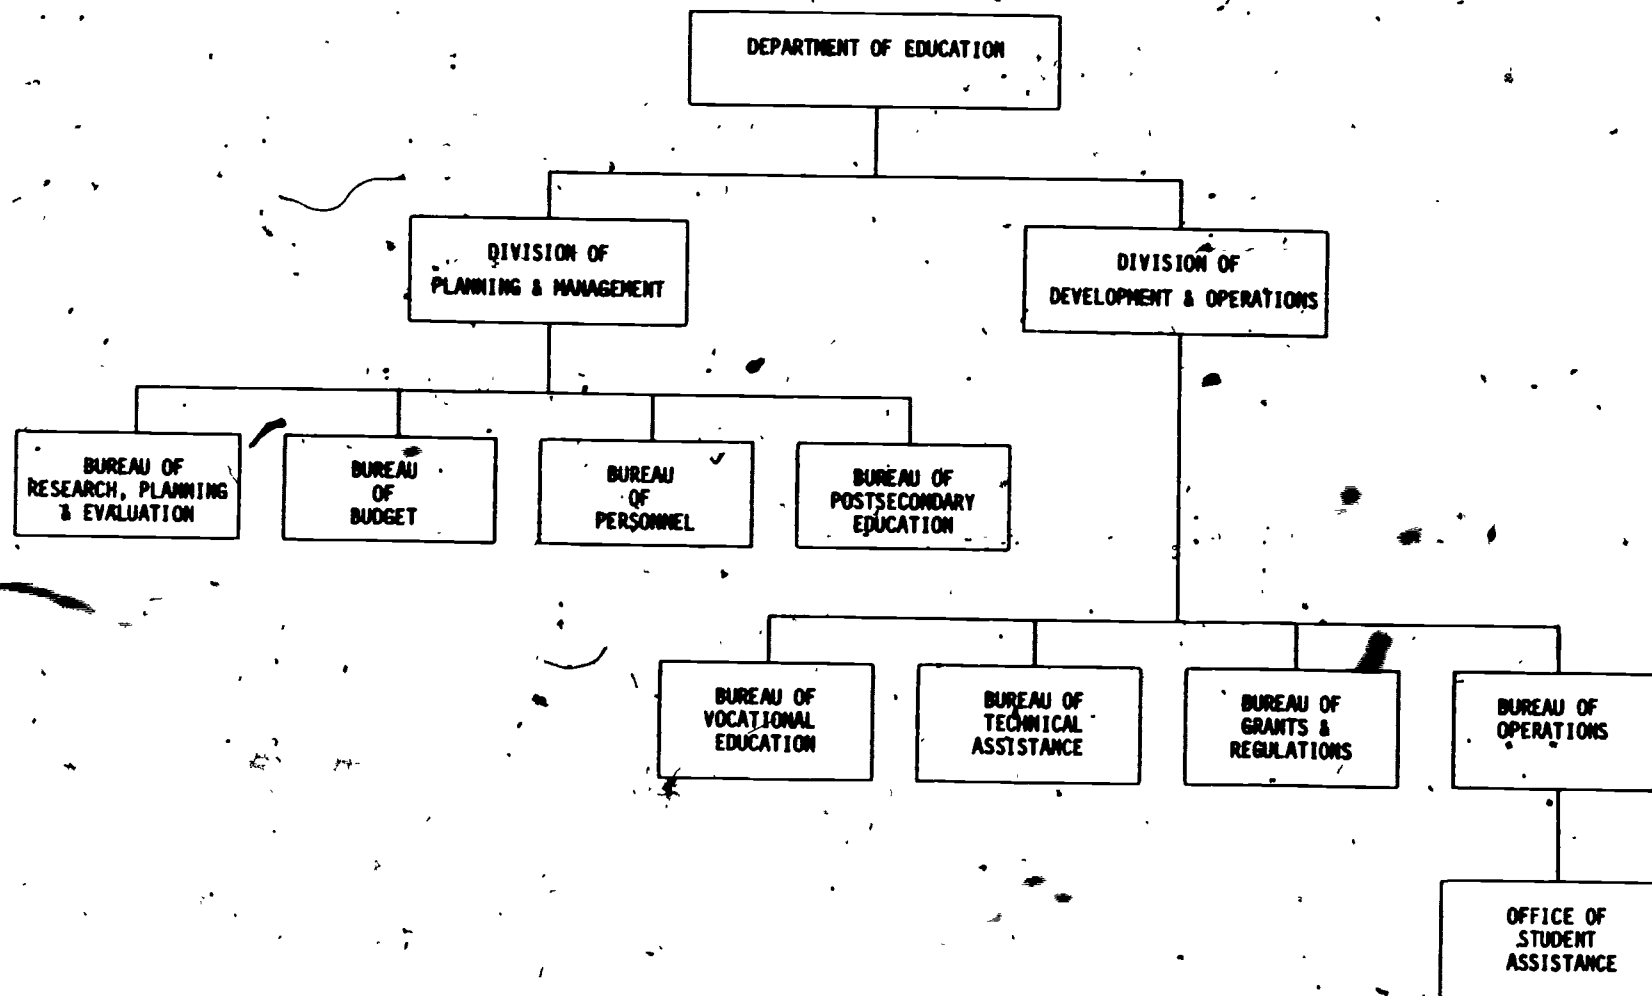 DEPARTMENT OF EDUCATION
DIVISION OF
PLANNING & MANAGEMENT
DIVISION OF
DEVELOPMENT & OPERATIONS
BUREAU OF
RESEARCH, PLANNING
& EVALUATION
BUREAU
OF
BUDGET
BUREAU
OF
PERSONNEL
BUREAU OF
POSTSECONDARY
EDUCATION
BUREAU OF
VOCATIONAL
EDUCATION
BUREAU OF
TECHNICAL
ASSISTANCE
BUREAU OF
GRANTS &
REGULATIONS
BUREAU OF
OPERATIONS
OFFICE OF
STUDENT
ASSISTANCE